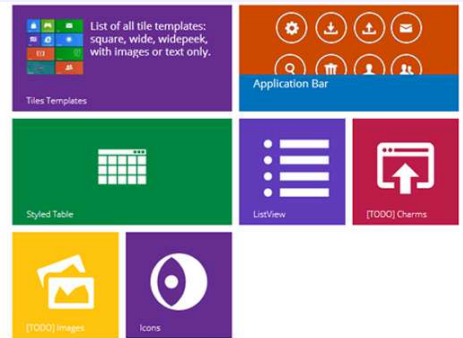 List of all tile templates:
square, wide, widepeek,
with images or text only.
Tiles Templates
Application Bar
Styled Table
ListView
[TODO] Charms
[TODO] Images
Icons